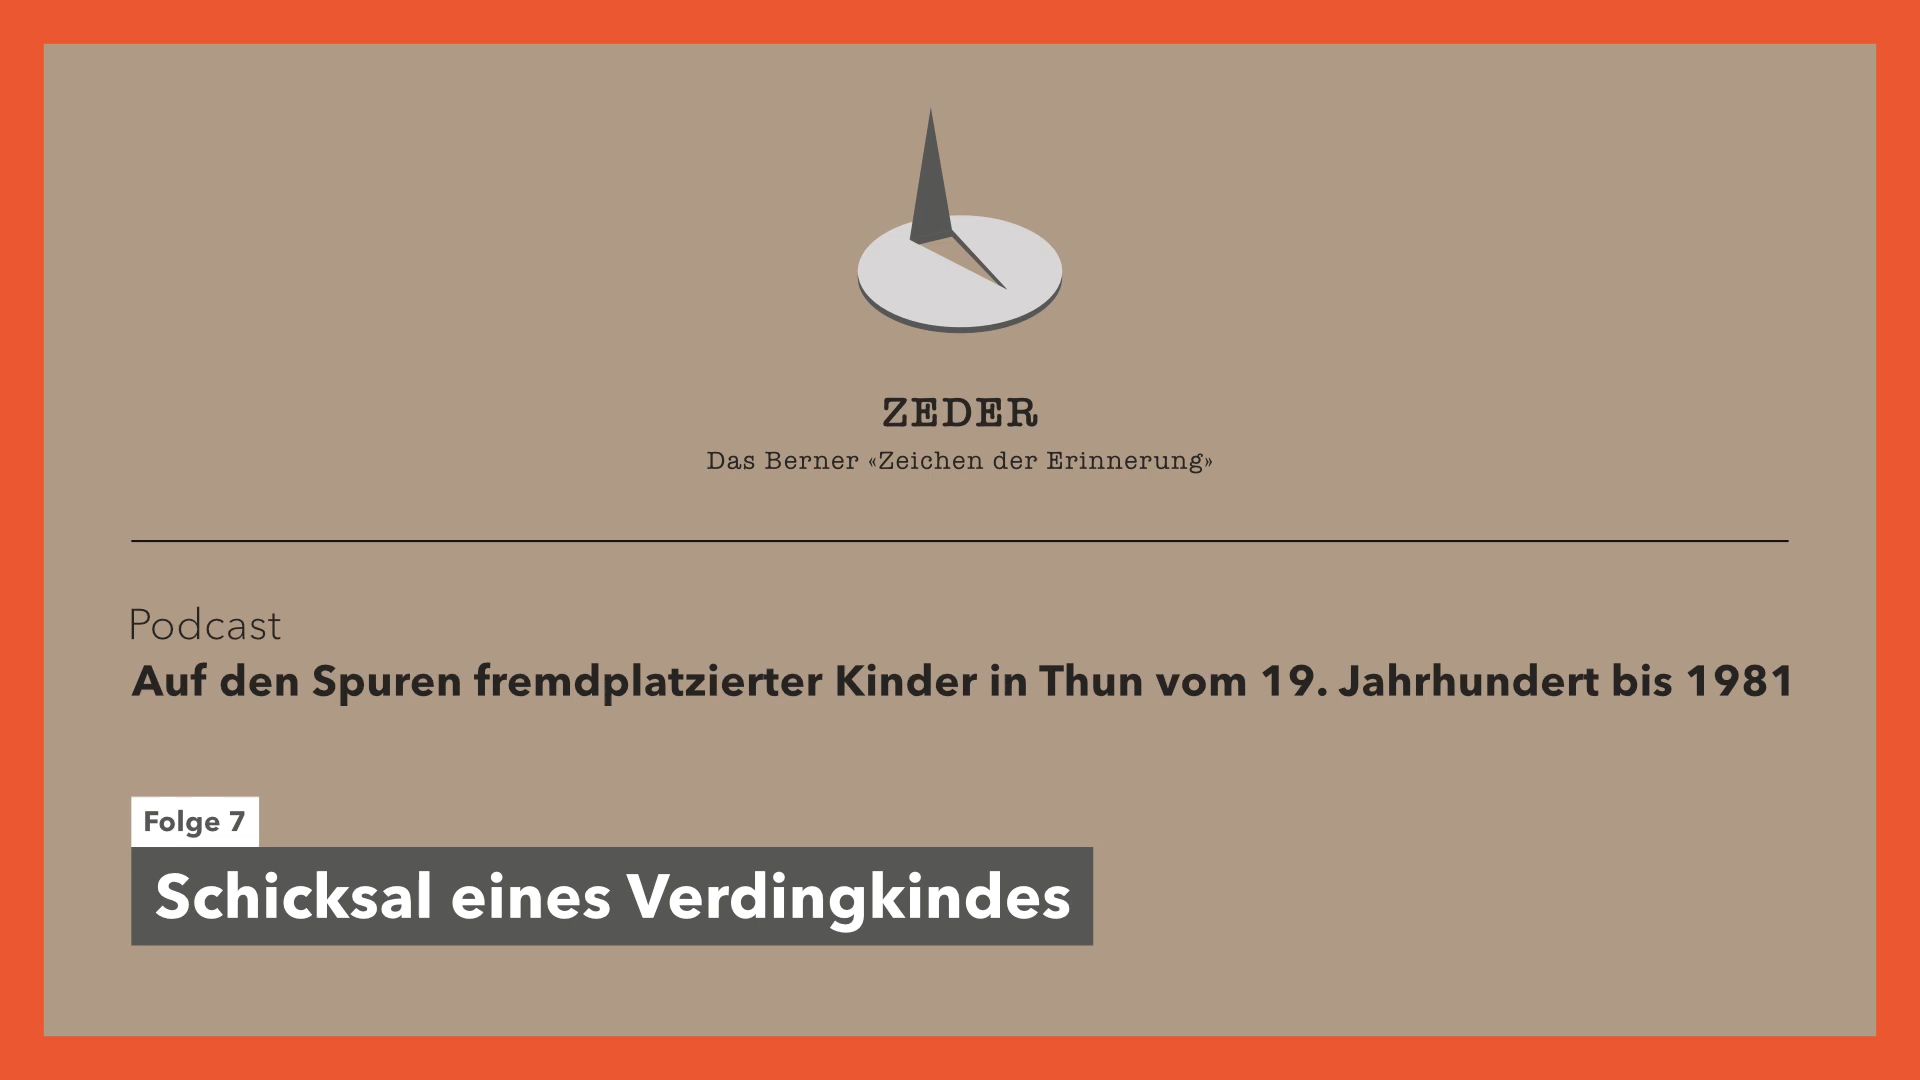 ZEDER
Das Berner «Zeichen der Erinnerung»
Podcast
Auf den Spuren fremdplatzierter Kinder in Thun vom 19. Jahrhundert bis 1981
Folge 7
Schicksal eines Verdingkindes